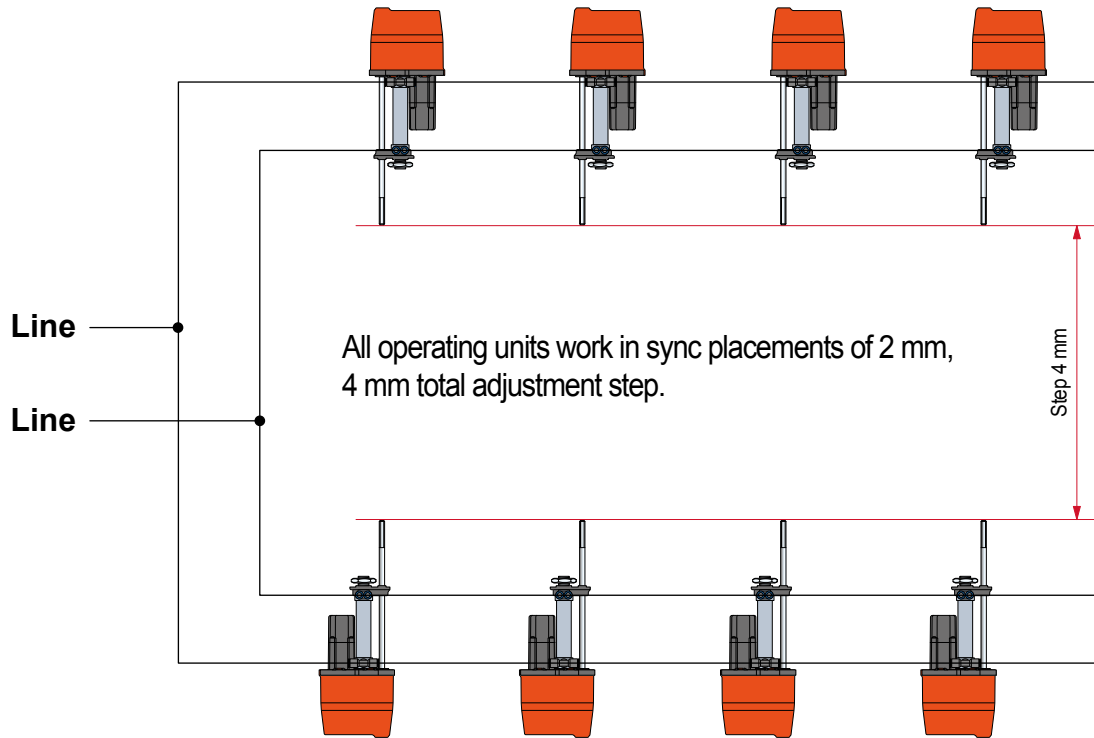 Line
Line
All operating units work in sync placements of 2 mm,
4 mm total adjustment step.
Step 4 mm